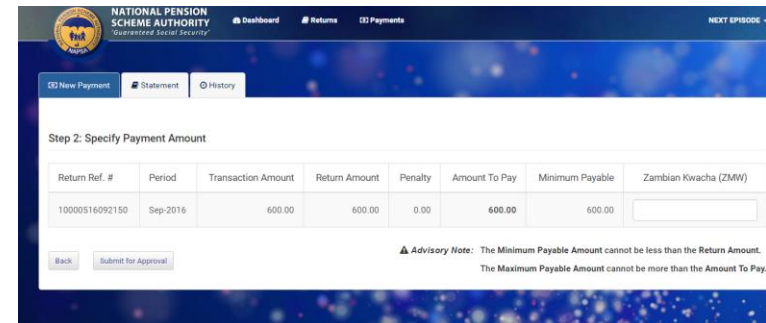 NATIONAL PENSION
SCHEME AUTHORITY
'Guaranteed Social Security'
NAPSA
Dashboard
Returns
Payments
NEXT EPISODE
New Payment
Statement
History
Step 2: Specify Payment Amount
Return Ref. # Period Transaction Amount Return Amount Penalty Amount To Pay Minimum Payable Zambian Kwacha (ZMW)
10000516092150 Sep-2016 600.00 600.00 0.00 600.00 600.00
Back
Submit for Approval
Advisory Note: The Minimum Payable Amount cannot be less than the Return Amount.
The Maximum Payable Amount cannot be more than the Amount To Pay.